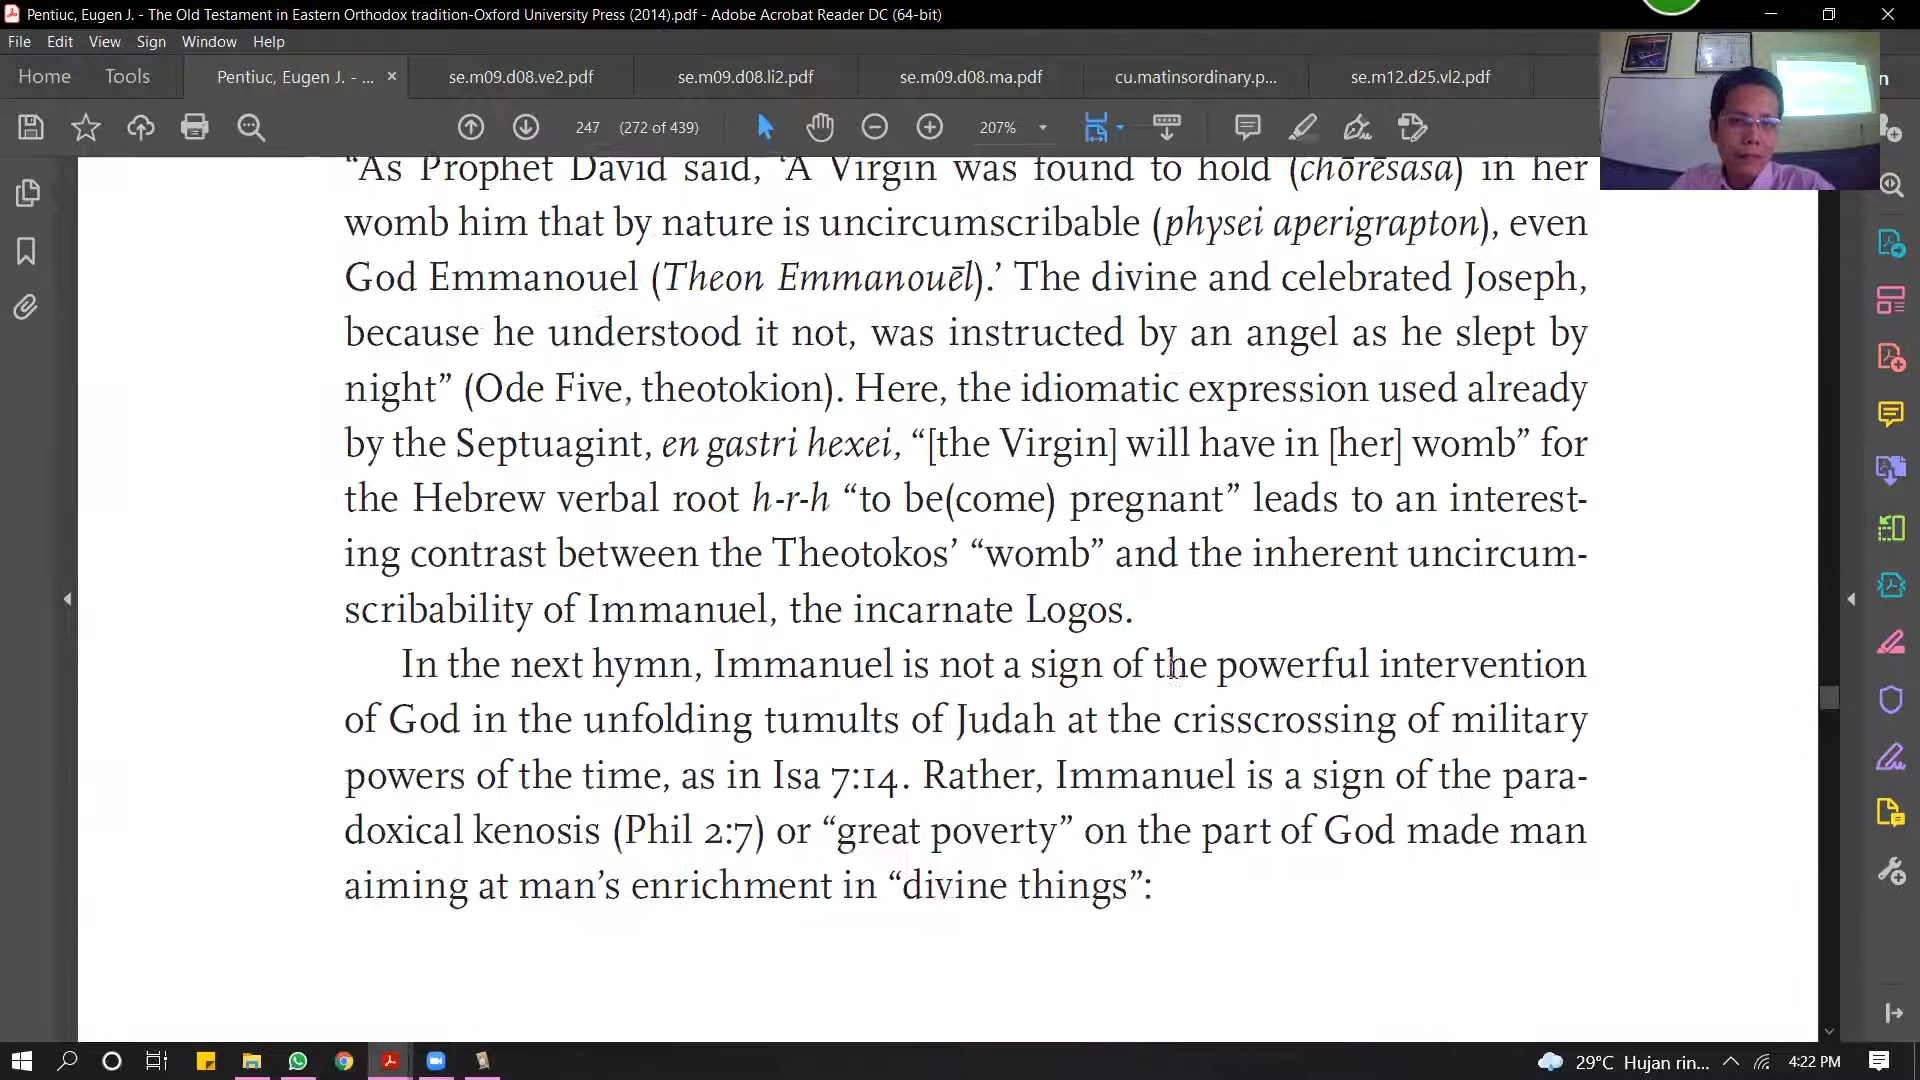 Pentiuc, Eugen J. - The Old Testament in Eastern Orthodox tradition-Oxford University Press (2014).pdf - Adobe Acrobat Reader DC (64-bit)
File Edit View Sign Window Help
Home Tools Pentiuc, Eugen J. - ... × se.m09.d08.ve2.pdf se.m09.d08.li2.pdf se.m09.d08.ma.pdf cu.matinsordinary.p... se.m12.d25.vl2.pdf
247 (272 of 439) 207%
“As Prophet David said, ‘A Virgin was found to hold (chōrēsasa) in her
womb him that by nature is uncircumscribable (physei aperigrapton), even
God Emmanouel (Theon Emmanouēl).’ The divine and celebrated Joseph,
because he understood it not, was instructed by an angel as he slept by
night” (Ode Five, theotokion). Here, the idiomatic expression used already
by the Septuagint, en gastri hexei, “[the Virgin] will have in [her] womb” for
the Hebrew verbal root h-r-h “to be(come) pregnant” leads to an interest-
ing contrast between the Theotokos’ “womb” and the inherent uncircum-
scribability of Immanuel, the incarnate Logos.
In the next hymn, Immanuel is not a sign of the powerful intervention
of God in the unfolding tumults of Judah at the crisscrossing of military
powers of the time, as in Isa 7:14. Rather, Immanuel is a sign of the para-
doxical kenosis (Phil 2:7) or “great poverty” on the part of God made man
aiming at man’s enrichment in “divine things”:
29°C Hujan rin... 4:22 PM